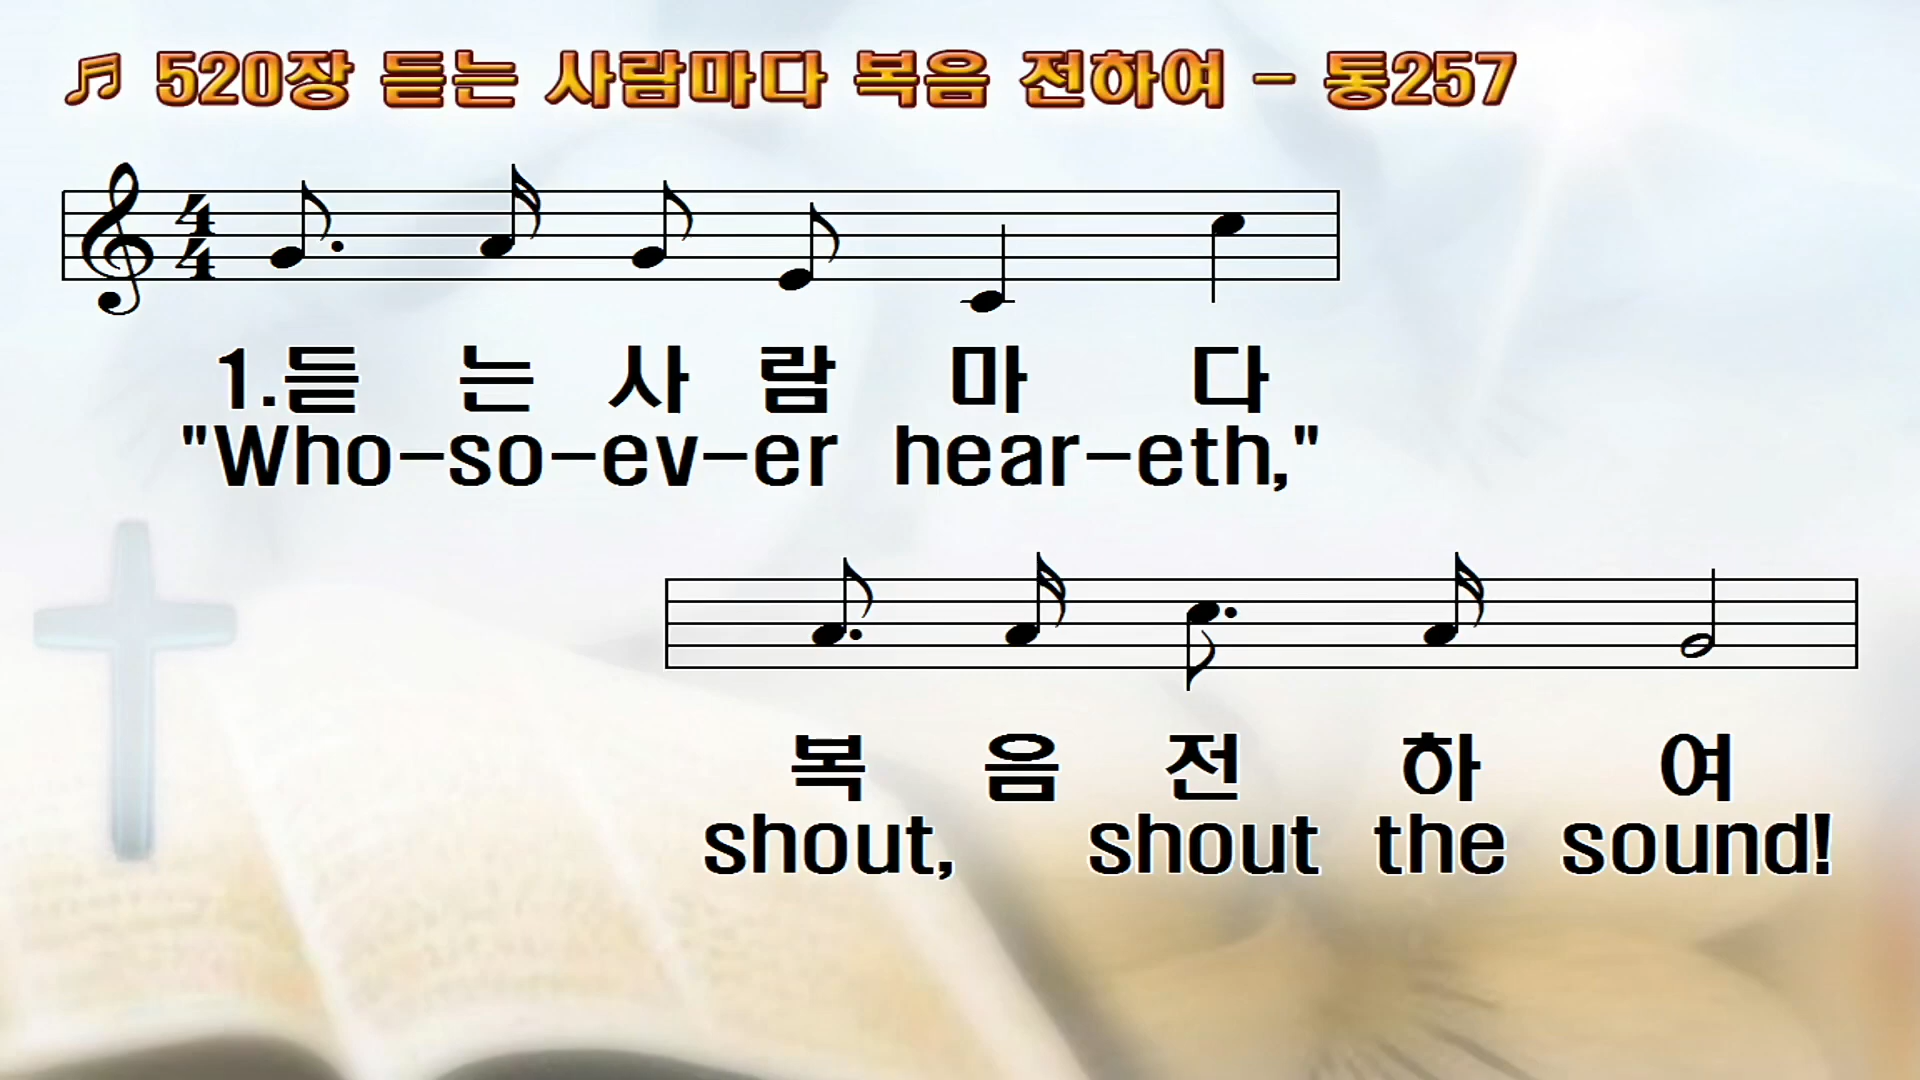 ♬ 520장 듣는 사람마다 복음 전하여 - 통257
1.듣 는 사 람 마 다
"Who-so-ev-er hear-eth,"
복 음 전 하 여
shout, shout the sound!